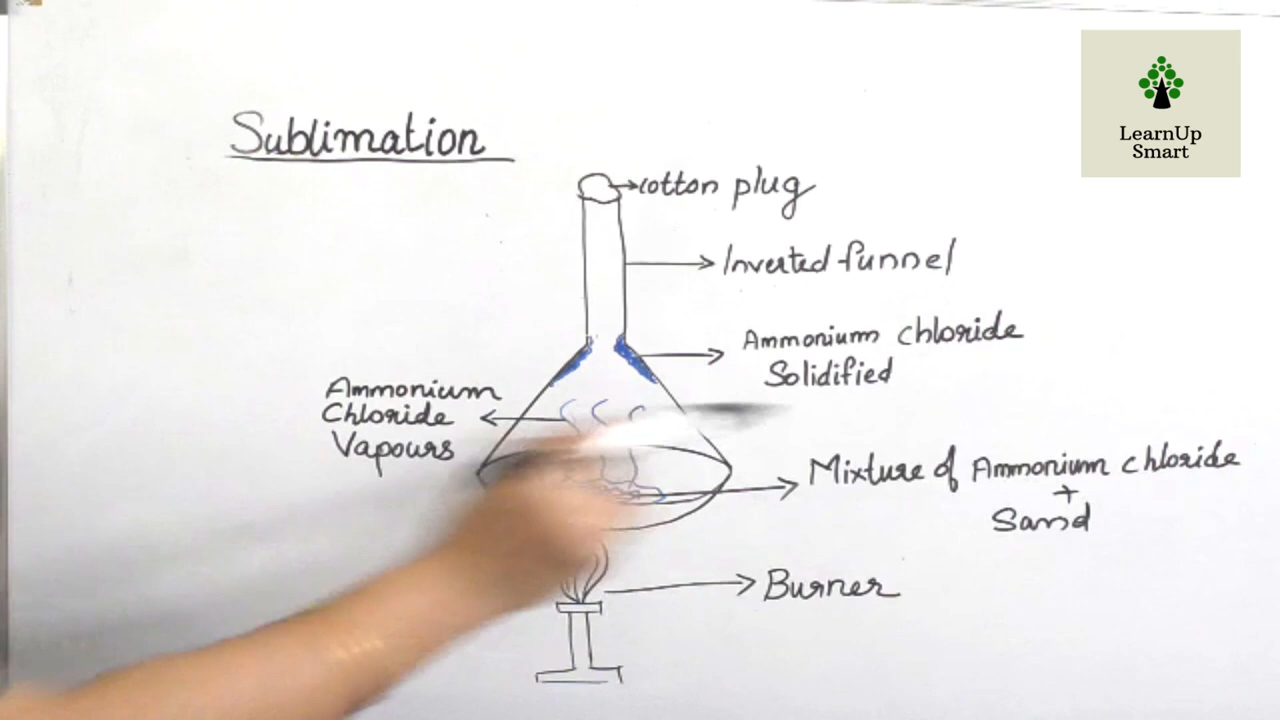 Sublimation
cotton plug
Inverted funnel
Ammonium chloride
Solidified
Ammonium
Chloride
Vapours
Mixture of Ammonium chloride
+
Sand
Burner
LearnUp
Smart